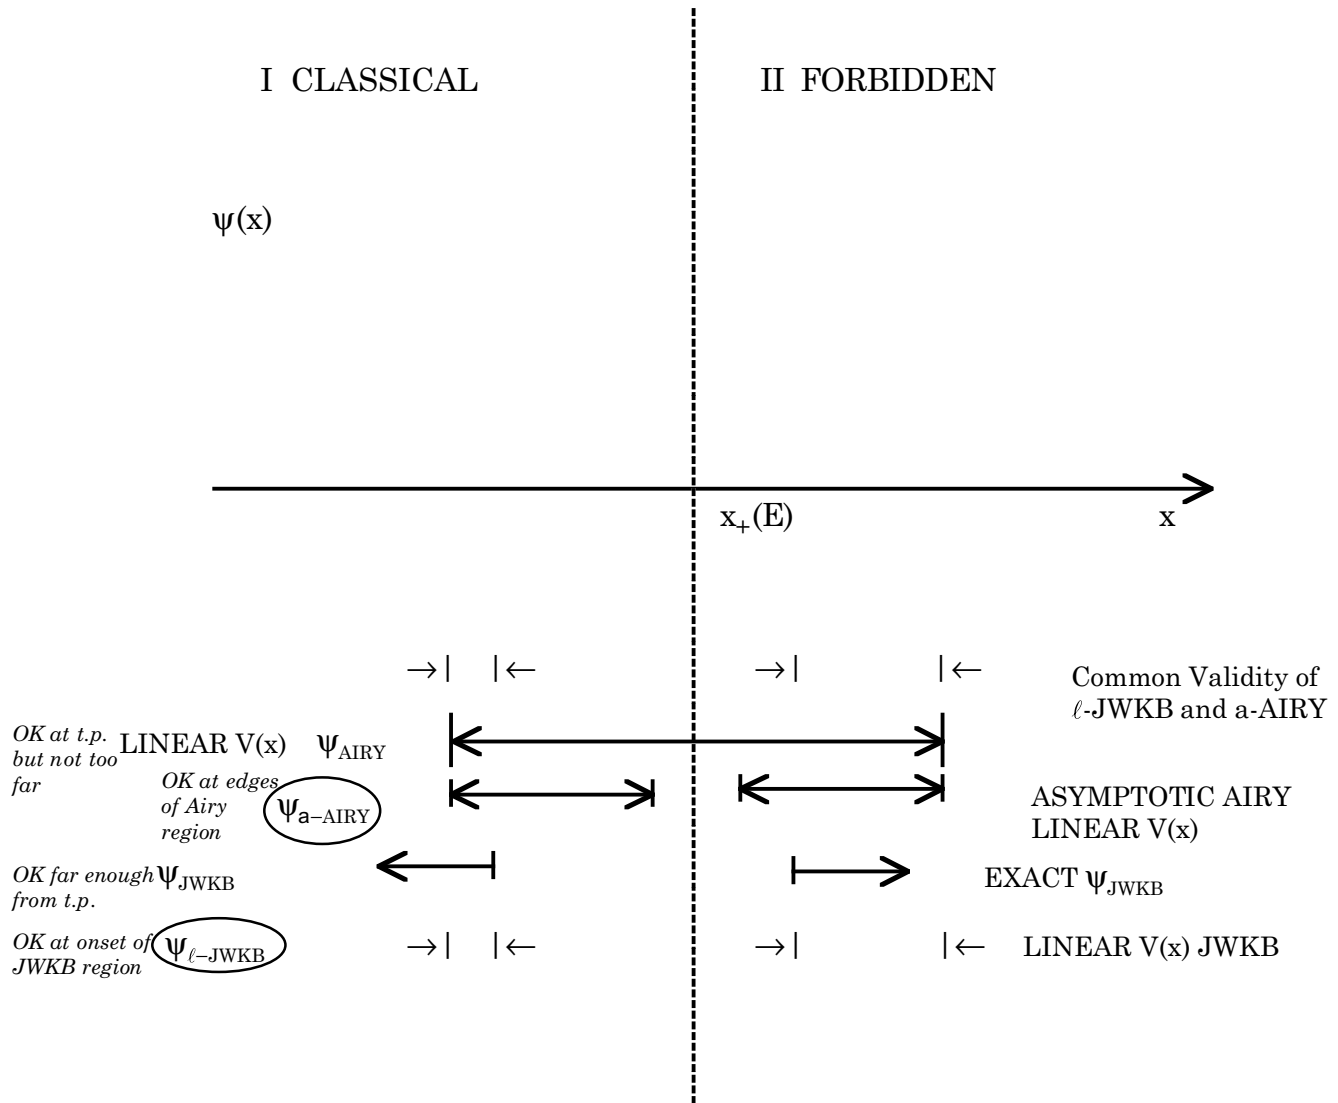 I CLASSICAL
II FORBIDDEN
ψ(x)
x₊(E)
x
→| |←
→| |←
Common Validity of
ℓ-JWKB and a-AIRY
OK at t.p.
but not too
far
LINEAR V(x) ψ_AIRY
OK at edges
of Airy
region
ψ_a–AIRY
ASYMPTOTIC AIRY
LINEAR V(x)
OK far enough
from t.p.
ψ_JWKB
EXACT ψ_JWKB
OK at onset of
JWKB region
ψ_ℓ–JWKB
→| |←
→| |←
LINEAR V(x) JWKB